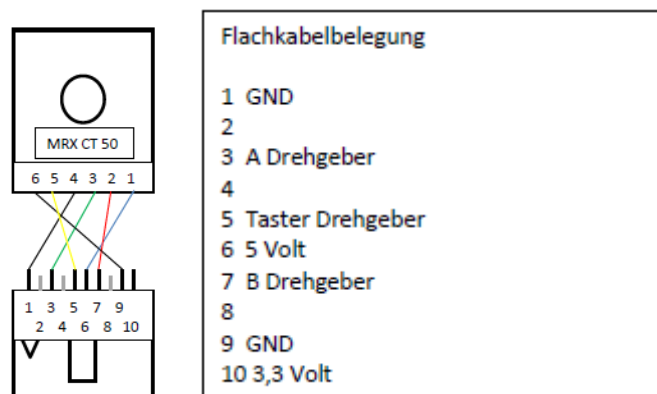 MRX CT 50
6 5 4 3 2 1
1 3 5 7 9
2 4 6 8 10
Flachkabelbelegung
1 GND
2
3 A Drehgeber
4
5 Taster Drehgeber
6 5 Volt
7 B Drehgeber
8
9 GND
10 3,3 Volt